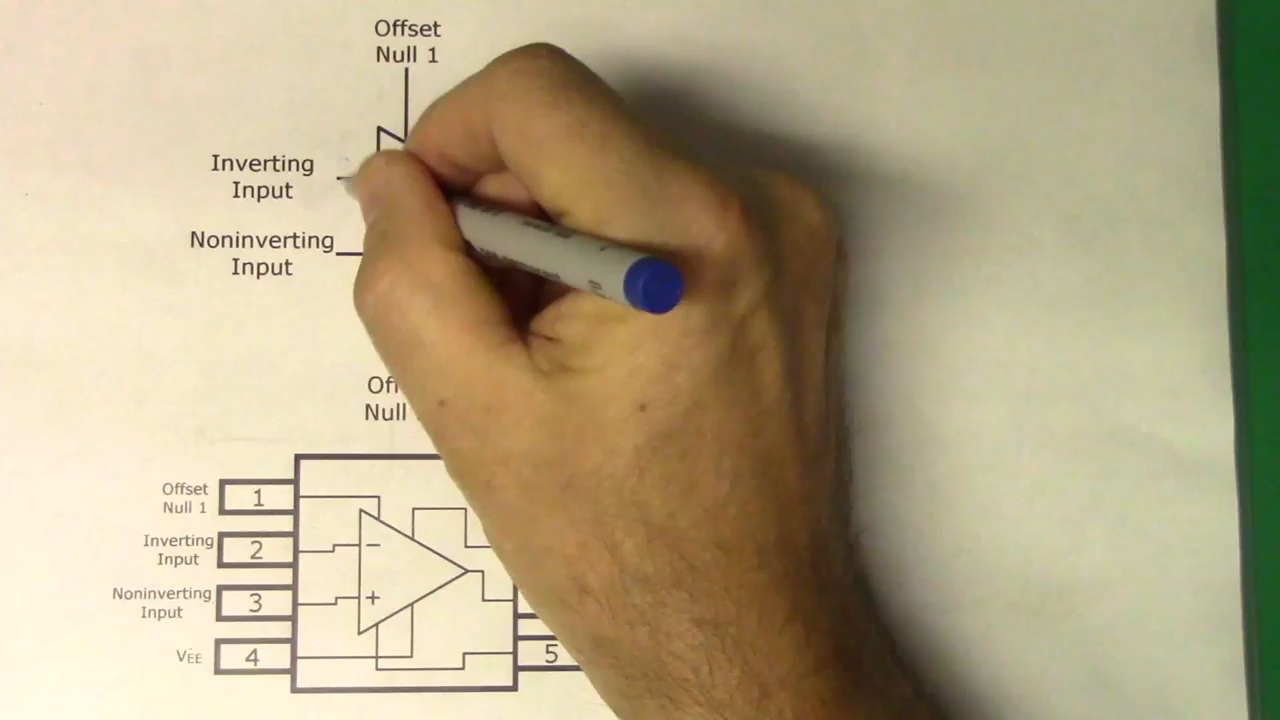 Offset
Null 1
Inverting
Input
Noninverting
Input
Null
Offset
Null 1
1
Inverting
Input
2
−
Noninverting
Input
3
+
VEE
4
5